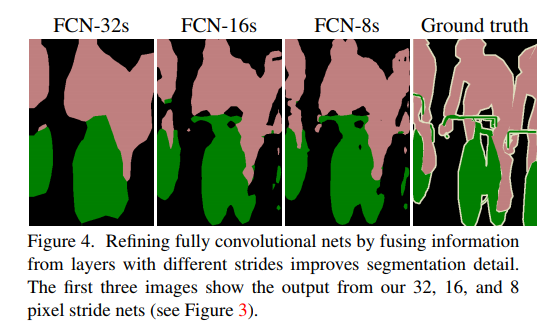 FCN-32s FCN-16s FCN-8s Ground truth
Figure 4. Refining fully convolutional nets by fusing information
from layers with different strides improves segmentation detail.
The first three images show the output from our 32, 16, and 8
pixel stride nets (see Figure 3).